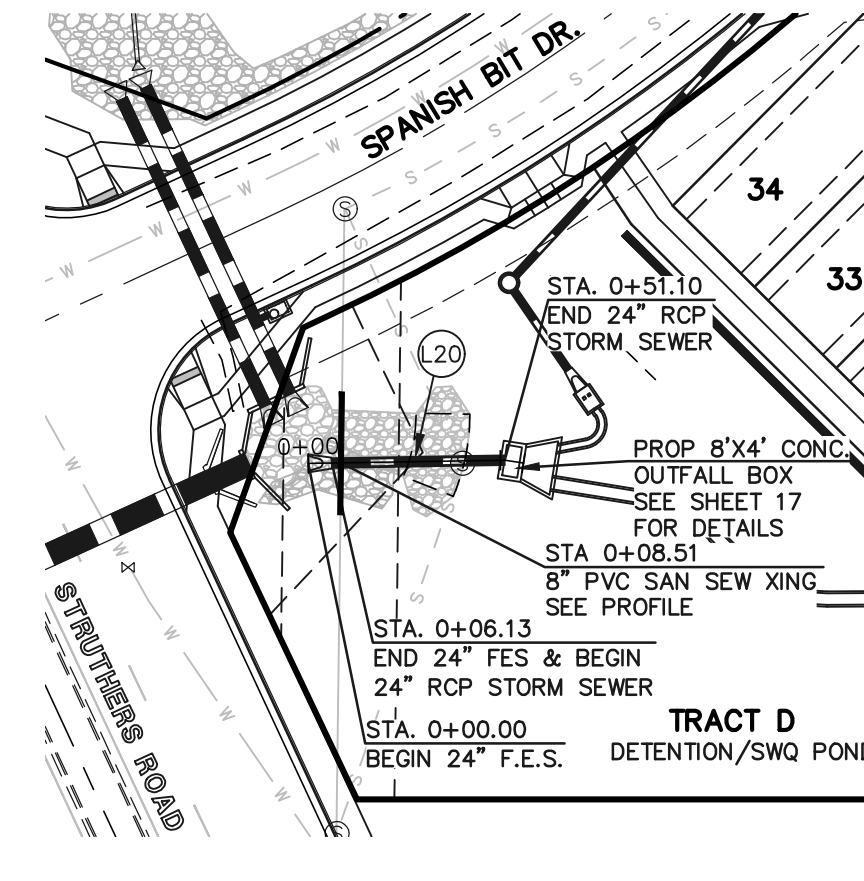 SPANISH BIT DR.
W
W
W
W
W
S
S
S
S
S
S
34
33
STA. 0+51.10
END 24" RCP
STORM SEWER
L20
0+00
S
PROP 8'X4' CONC.
OUTFALL BOX
SEE SHEET 17
FOR DETAILS
STA 0+08.51
8" PVC SAN SEW XING
SEE PROFILE
STA. 0+06.13
END 24" FES & BEGIN
24" RCP STORM SEWER
STA. 0+00.00
BEGIN 24" F.E.S.
TRACT D
DETENTION/SWQ POND
STRUTHERS ROAD
W
W
W
W
W
S
S
S